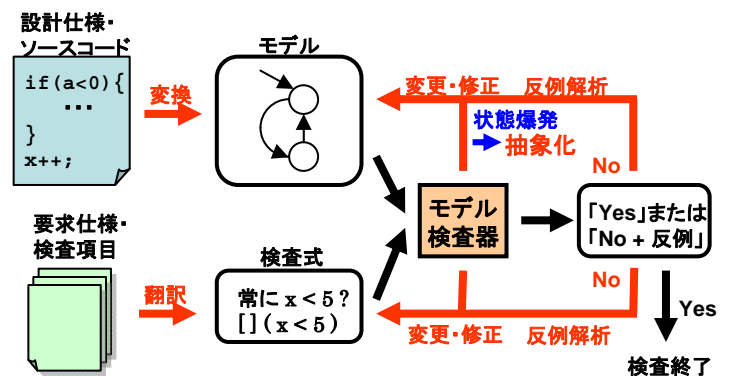 設計仕様・
ソースコード
if(a<0){
…
}
x++;
変換
モデル
変更・修正 反例解析
状態爆発
抽象化
No
要求仕様・
検査項目
翻訳
検査式
常に x < 5 ?
[] ( x < 5 )
モデル
検査器
「Yes」または
「No + 反例」
No
変更・修正 反例解析
Yes
検査終了